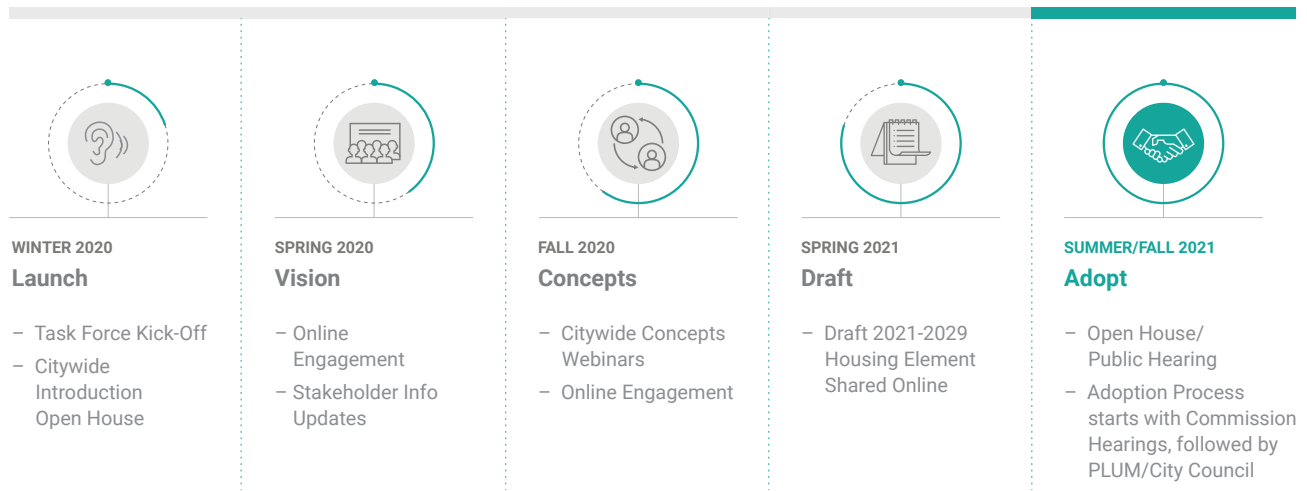 WINTER 2020
Launch
– Task Force Kick-Off
– Citywide
Introduction
Open House
SPRING 2020
Vision
– Online
Engagement
– Stakeholder Info
Updates
FALL 2020
Concepts
– Citywide Concepts
Webinars
– Online Engagement
SPRING 2021
Draft
– Draft 2021-2029
Housing Element
Shared Online
SUMMER/FALL 2021
Adopt
– Open House/
Public Hearing
– Adoption Process
starts with Commission
Hearings, followed by
PLUM/City Council